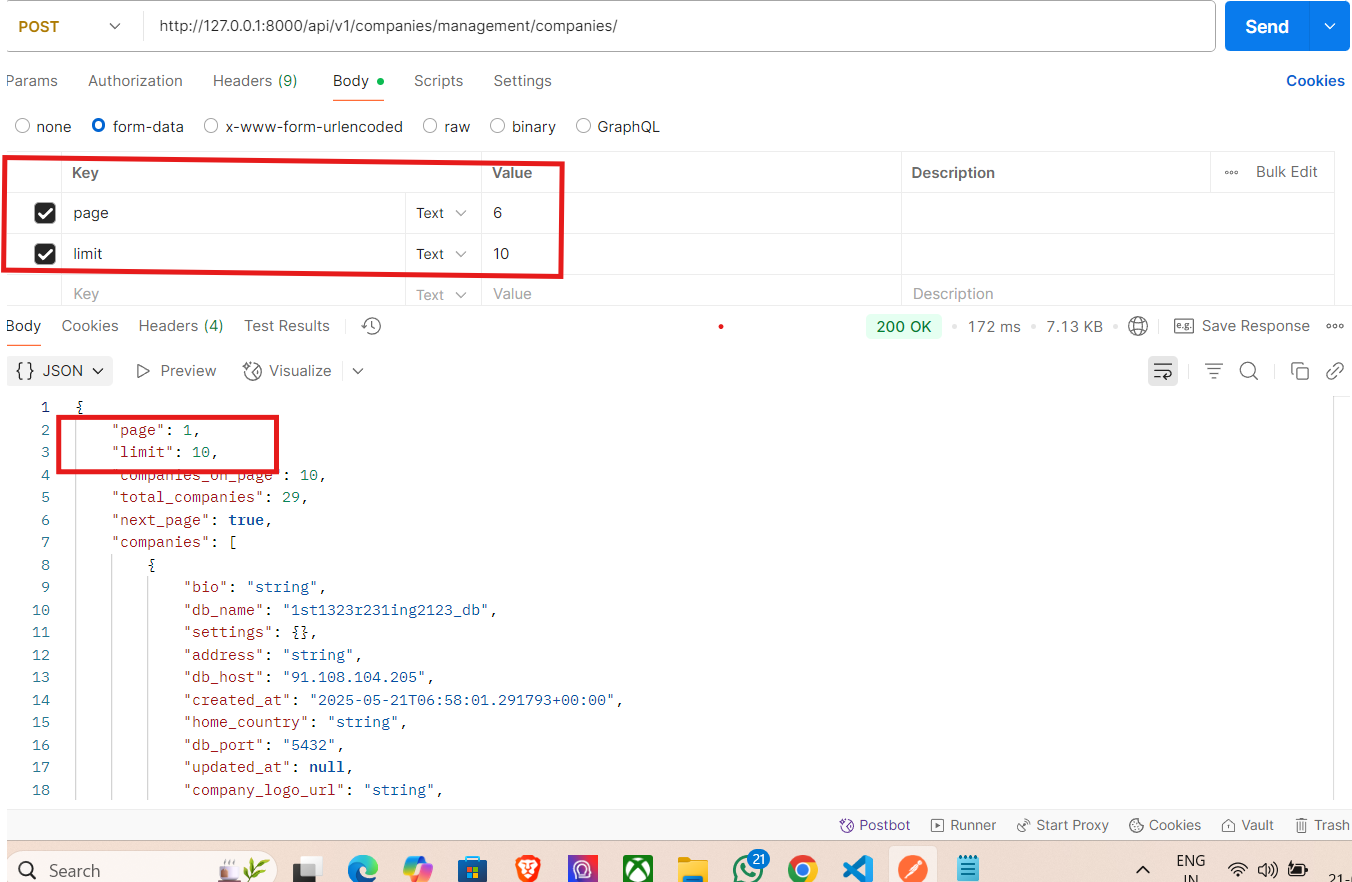 POST http://127.0.0.1:8000/api/v1/companies/management/companies/ Send
Params Authorization Headers (9) Body Scripts Settings Cookies
none form-data x-www-form-urlencoded raw binary GraphQL
Key Value Description Bulk Edit
page Text 6
limit Text 10
Key Text Value Description
Body Cookies Headers (4) Test Results 200 OK 172 ms 7.13 KB e.g. Save Response
{} JSON Preview Visualize
1 {
2 "page": 1,
3 "limit": 10,
4 "companies_on_page": 10,
5 "total_companies": 29,
6 "next_page": true,
7 "companies": [
8 {
9 "bio": "string",
10 "db_name": "1st1323r231ing2123_db",
11 "settings": {},
12 "address": "string",
13 "db_host": "91.108.104.205",
14 "created_at": "2025-05-21T06:58:01.291793+00:00",
15 "home_country": "string",
16 "db_port": "5432",
17 "updated_at": null,
18 "company_logo_url": "string",
Postbot Runner Start Proxy Cookies Vault Trash
Search 21 ENG
IN